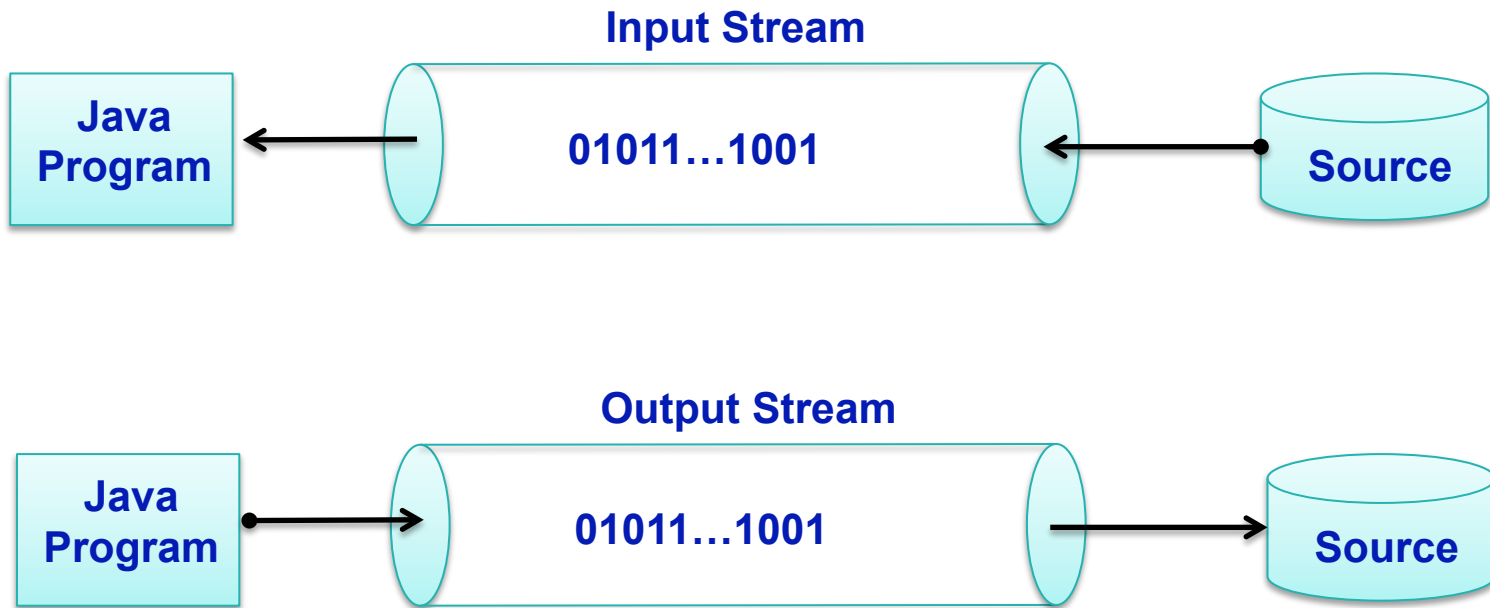 Input Stream
Java
Program
01011…1001
Source
Output Stream
Java
Program
01011…1001
Source